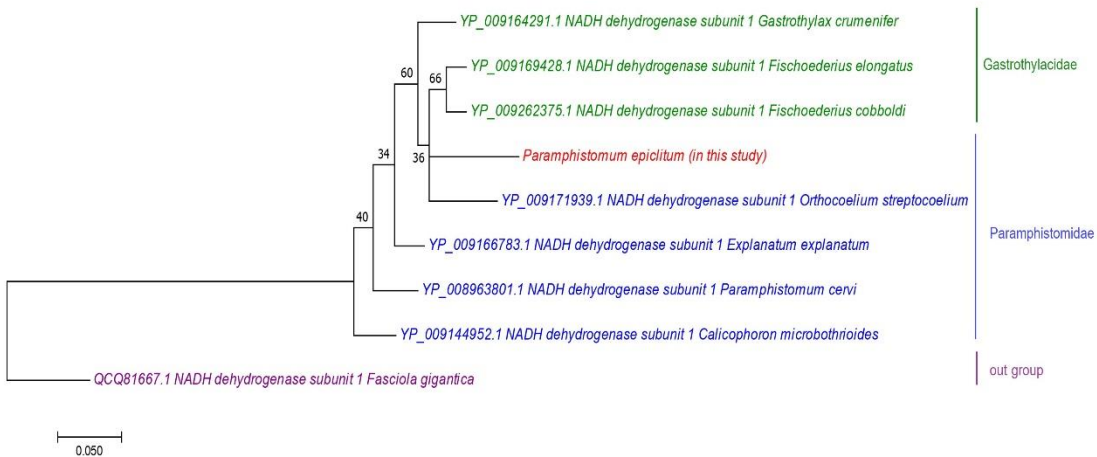 YP_009164291.1 NADH dehydrogenase subunit 1 Gastrothylax crumenifer
YP_009169428.1 NADH dehydrogenase subunit 1 Fischoederius elongatus
Gastrothylacidae
60
66
YP_009262375.1 NADH dehydrogenase subunit 1 Fischoederius cobboldi
34
36
Paramphistomum epiclitum (in this study)
YP_009171939.1 NADH dehydrogenase subunit 1 Orthocoelium streptocoelium
40
Paramphistomidae
YP_009166783.1 NADH dehydrogenase subunit 1 Explanatum explanatum
YP_008963801.1 NADH dehydrogenase subunit 1 Paramphistomum cervi
YP_009144952.1 NADH dehydrogenase subunit 1 Calicophoron microbothrioides
QCQ81667.1 NADH dehydrogenase subunit 1 Fasciola gigantica
out group
0.050